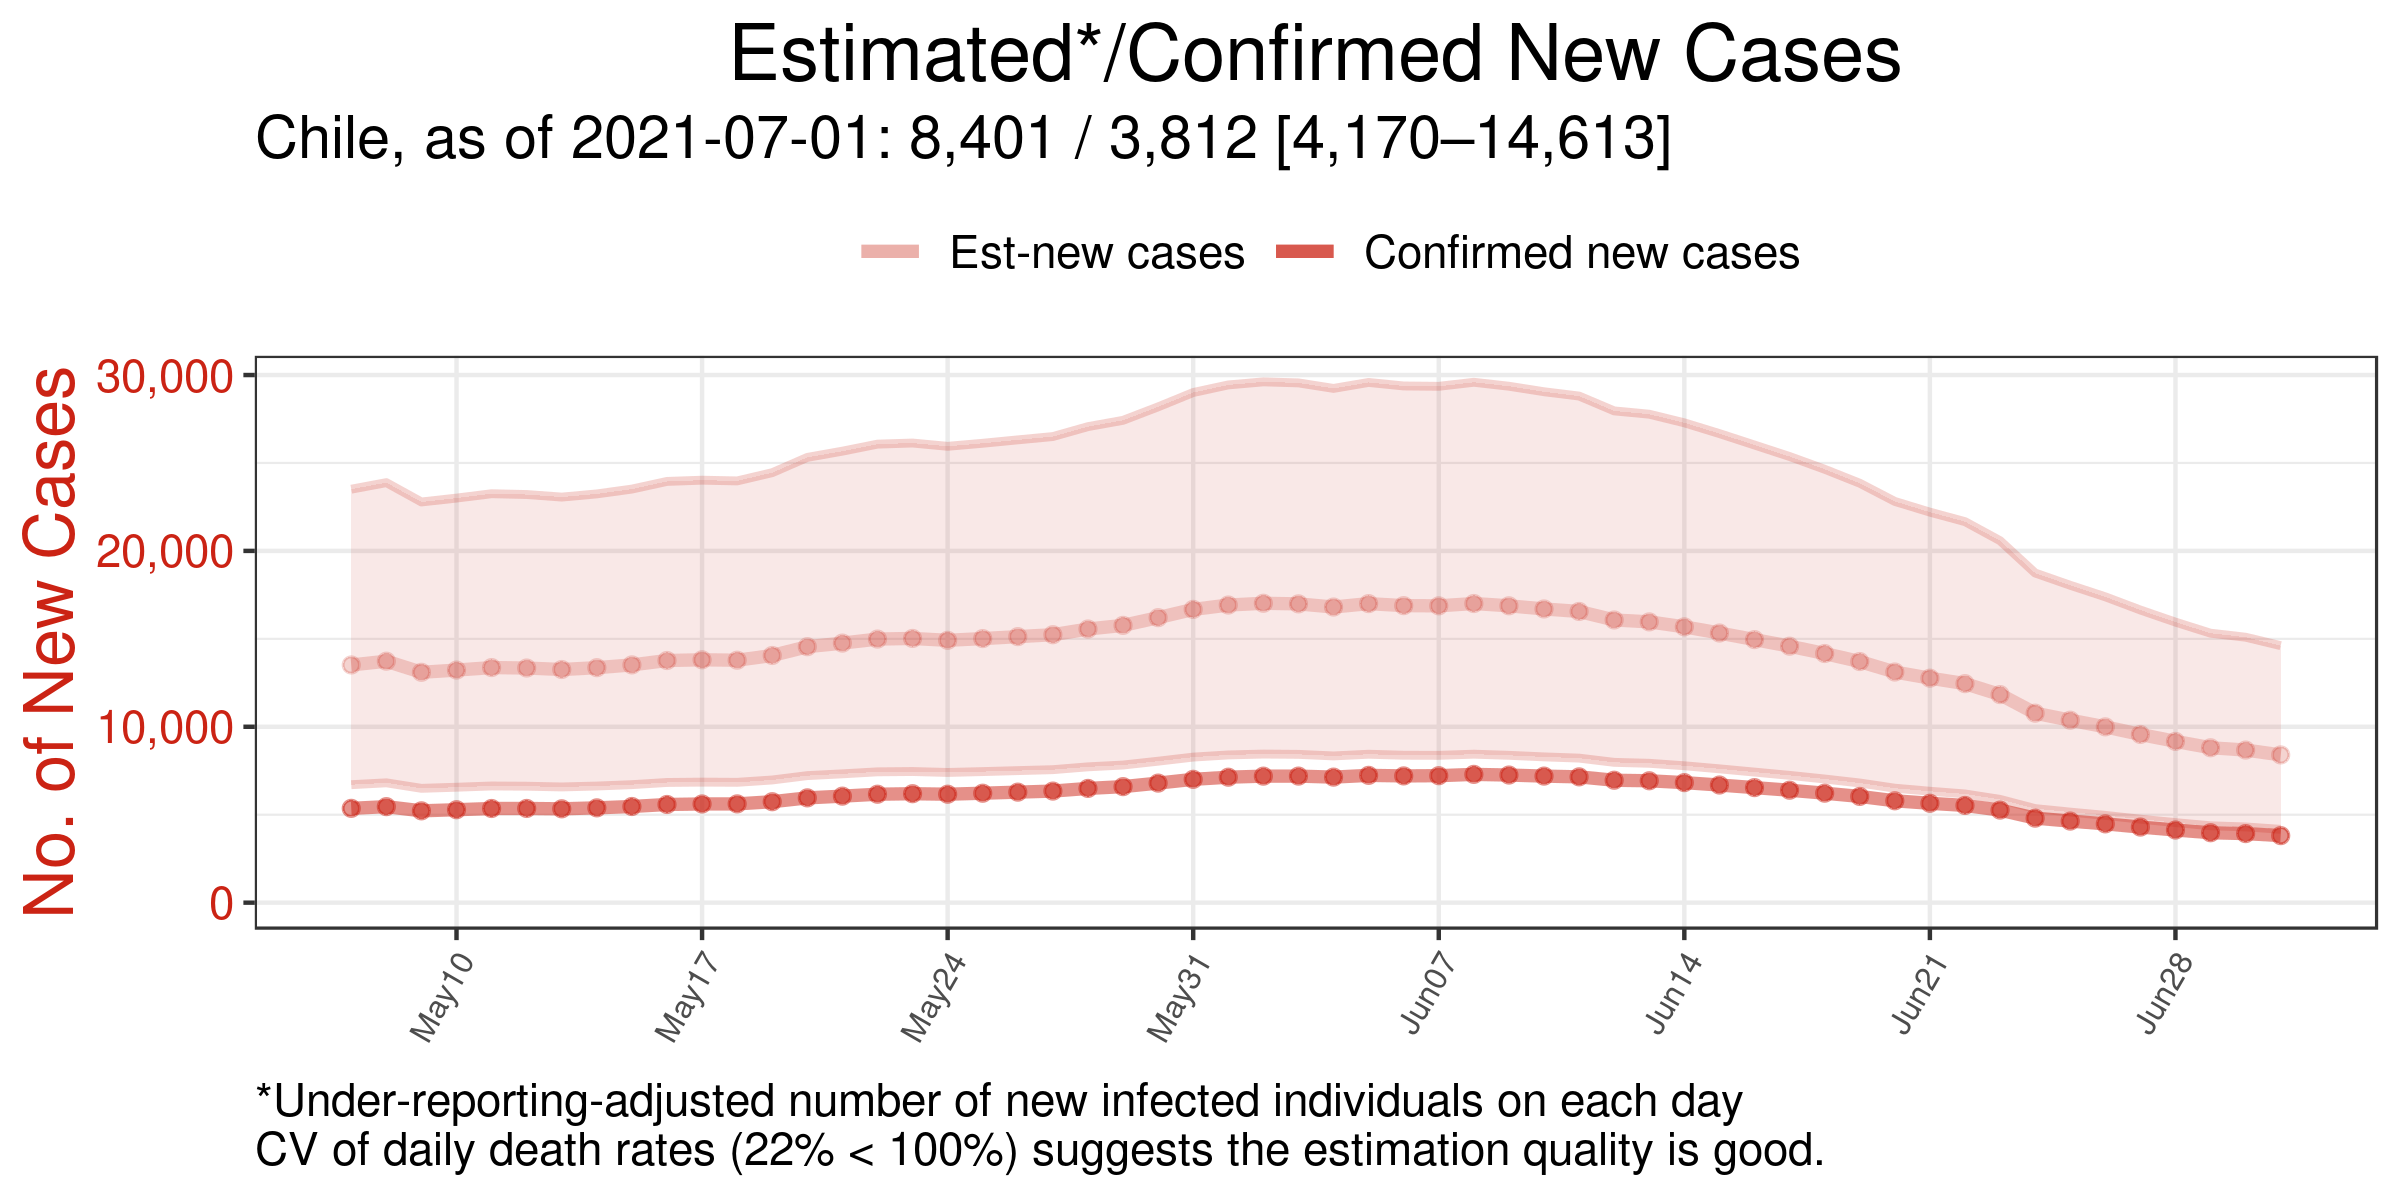 Estimated*/Confirmed New Cases
Chile, as of 2021-07-01: 8,401 / 3,812 [4,170–14,613]
Est-new cases
Confirmed new cases
No. of New Cases
30,000
20,000
10,000
0
May10
May17
May24
May31
Jun07
Jun14
Jun21
Jun28
*Under-reporting-adjusted number of new infected individuals on each day
CV of daily death rates (22% < 100%) suggests the estimation quality is good.